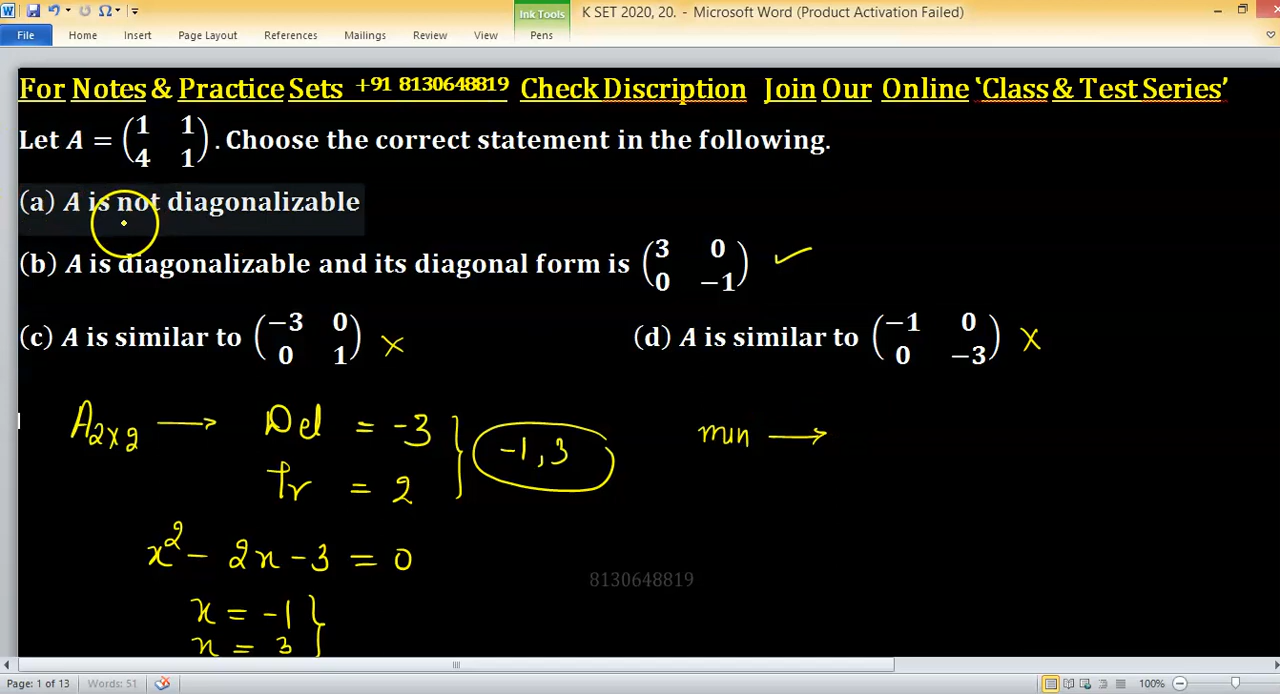 Ink Tools
K SET 2020, 20. - Microsoft Word (Product Activation Failed)
File Home Insert Page Layout References Mailings Review View Pens
For Notes & Practice Sets +91 8130648819 Check Discription Join Our Online ‘Class & Test Series’
Let A = (1 1
4 1). Choose the correct statement in the following.
(a) A is not diagonalizable
(b) A is diagonalizable and its diagonal form is (3 0
0 −1) ✓
(c) A is similar to (−3 0
0 1) ×
(d) A is similar to (−1 0
0 −3) ×
A2×2 → Det = -3
Tr = 2
} -1, 3
min →
x² - 2x - 3 = 0
8130648819
x = -1
x = 3 }
Page: 1 of 13 Words: 51 100%